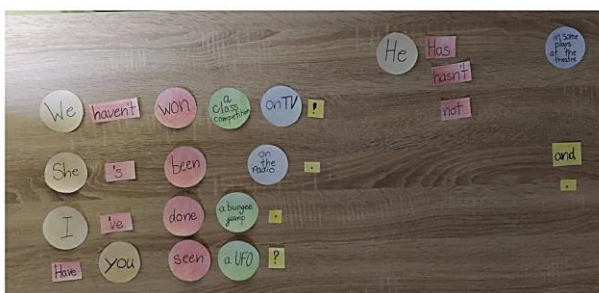 We haven't won a class competition on TV !
She 's been on the radio .
I 've done a bungee jump .
Have you seen a UFO ?
He Has
hasn't
not
in some plays at the theatre
and
.